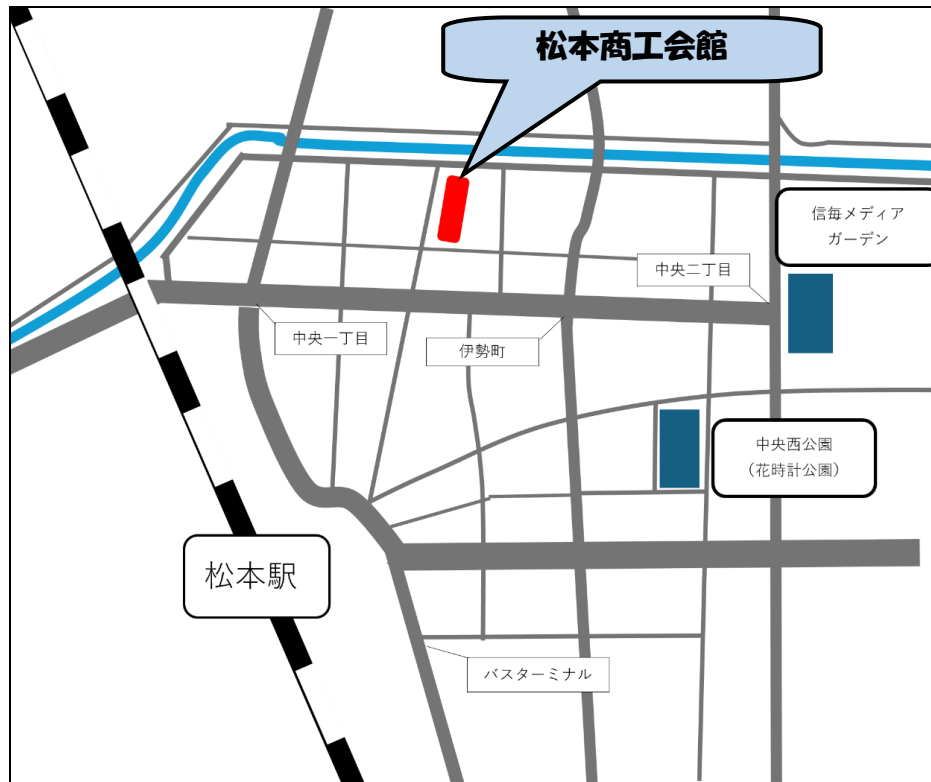 松本商工会館
信毎メディア
ガーデン
中央二丁目
中央一丁目
伊勢町
中央西公園
（花時計公園）
松本駅
バスターミナル